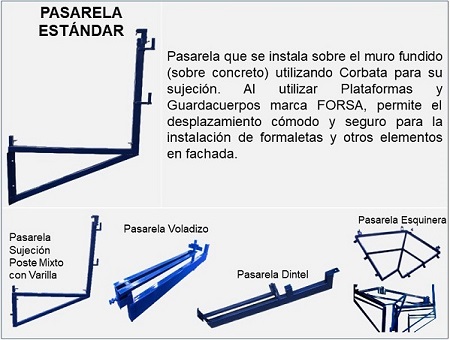 PASARELA
ESTÁNDAR
Pasarela que se instala sobre el muro fundido
(sobre concreto) utilizando Corbata para su
sujeción. Al utilizar Plataformas y
Guardacuerpos marca FORSA, permite el
desplazamiento cómodo y seguro para la
instalación de formaletas y otros elementos
en fachada.
Pasarela
Sujeción
Poste Mixto
con Varilla
Pasarela Voladizo
Pasarela Dintel
Pasarela Esquinera